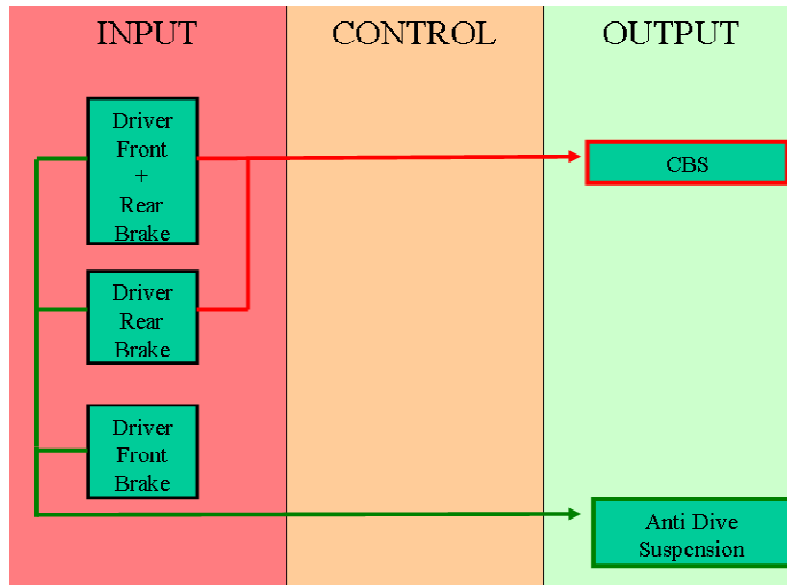 INPUT
CONTROL
OUTPUT
Driver
Front
+
Rear
Brake
CBS
Driver
Rear
Brake
Driver
Front
Brake
Anti Dive
Suspension